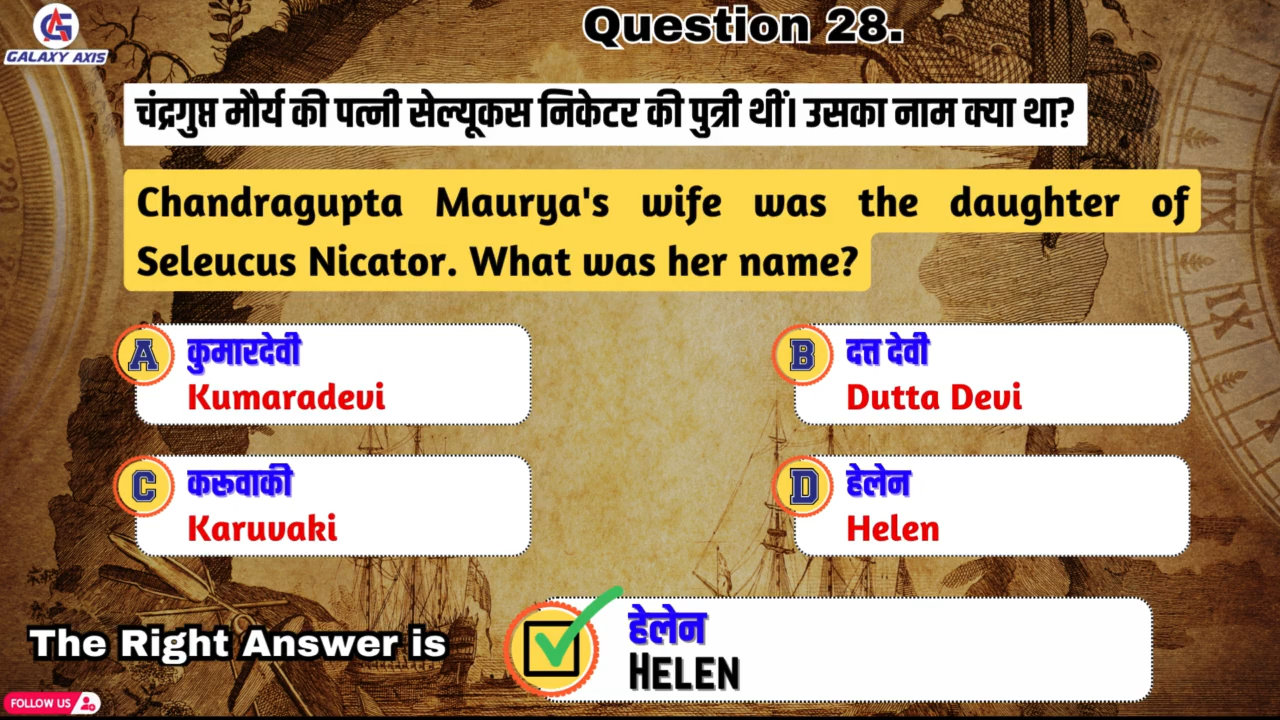 GALAXY AXIS
Question 28.
चंद्रगुप्त मौर्य की पत्नी सेल्यूकस निकेटर की पुत्री थीं। उसका नाम क्या था?
Chandragupta Maurya's wife was the daughter of
Seleucus Nicator. What was her name?
A
कुमारदेवी
Kumaradevi
B
दत्त देवी
Dutta Devi
C
करूवाकी
Karuvaki
D
हेलेन
Helen
The Right Answer is
हेलेन
HELEN
FOLLOW US